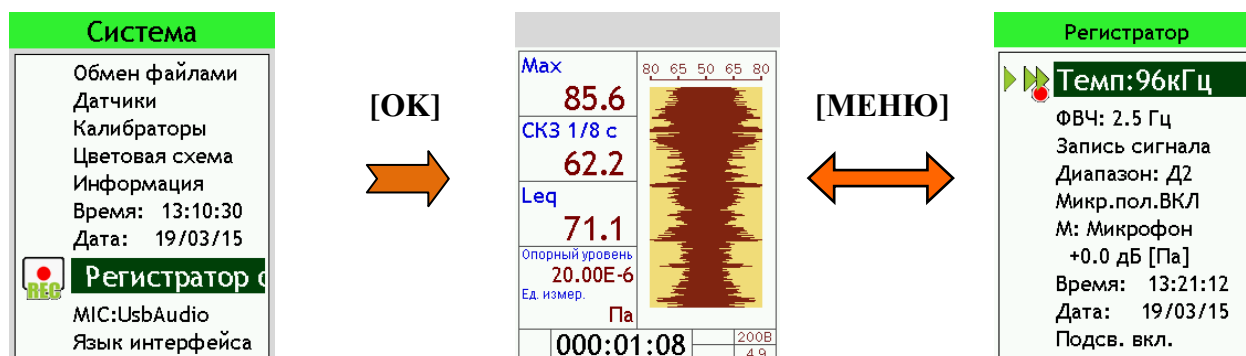 Система
Обмен файлами
Датчики
Калибраторы
Цветовая схема
Информация
Время: 13:10:30
Дата: 19/03/15
REC
Регистратор с
MIC:UsbAudio
Язык интерфейса
[OK]
Max
85.6
СКЗ 1/8 с
62.2
Leq
71.1
Опорный уровень
20.00E-6
Ед. измер.
Па
80 65 50 65 80
000:01:08
200В
4.9
[МЕНЮ]
Регистратор
Темп:96кГц
ФВЧ: 2.5 Гц
Запись сигнала
Диапазон: Д2
Микр.пол.ВКЛ
М: Микрофон
+0.0 дБ [Па]
Время: 13:21:12
Дата: 19/03/15
Подсв. вкл.